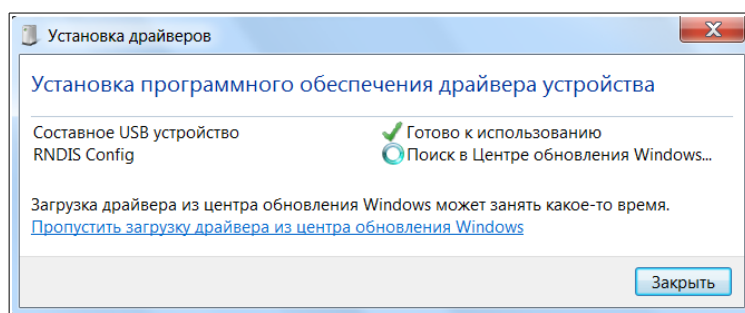 Установка драйверов
Установка программного обеспечения драйвера устройства
Составное USB устройство Готово к использованию
RNDIS Config Поиск в Центре обновления Windows...
Загрузка драйвера из центра обновления Windows может занять какое-то время.
Пропустить загрузку драйвера из центра обновления Windows
Закрыть